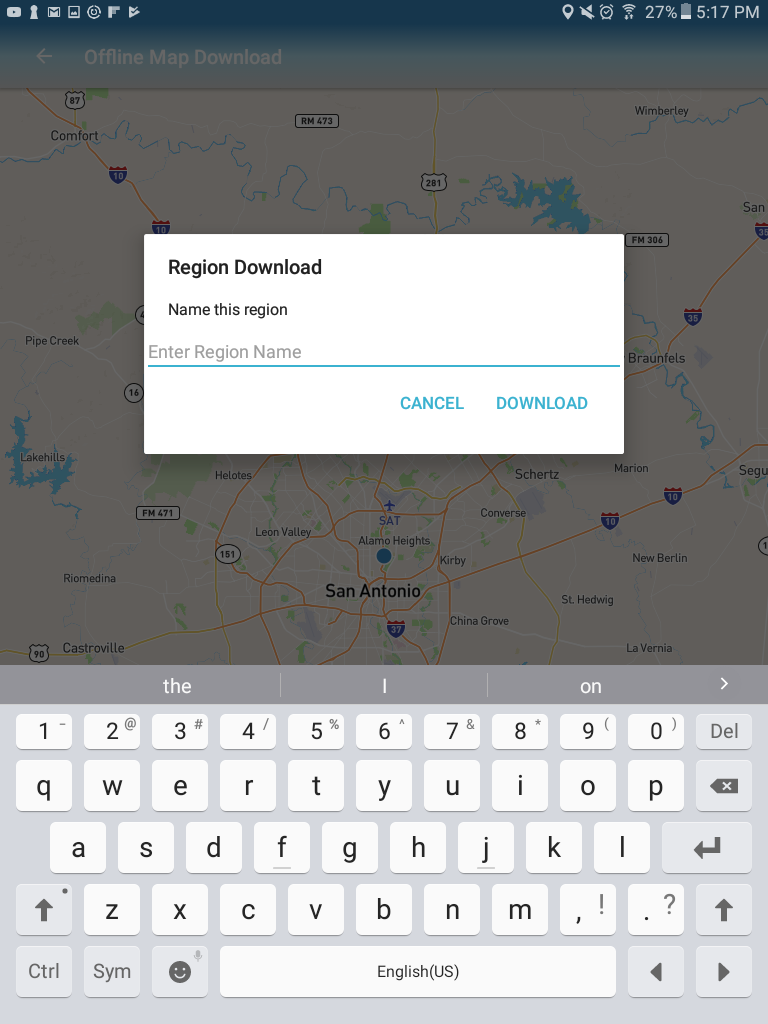 27% 5:17 PM
Offline Map Download
87
Comfort
RM 473
Wimberley
10
281
San
10
FM 306
35
Region Download
Name this region
35
Pipe Creek
Braunfels
Enter Region Name
16
CANCEL DOWNLOAD
Lakehills
Helotes
Schertz
Marion
Segu
10
FM 471
SAT
Converse
10
Leon Valley
Alamo Heights
151
Kirby
New Berlin
Riomedina
San Antonio
St. Hedwig
China Grove
37
90
Castroville
La Vernia
the I on
1 - 2 @ 3 # 4 / 5 % 6 ^ 7 & 8 * 9 ( 0 ) Del
q w e r t y u i o p
a s d f g h j k l
z x c v b n m , ! . ?
Ctrl Sym English(US)